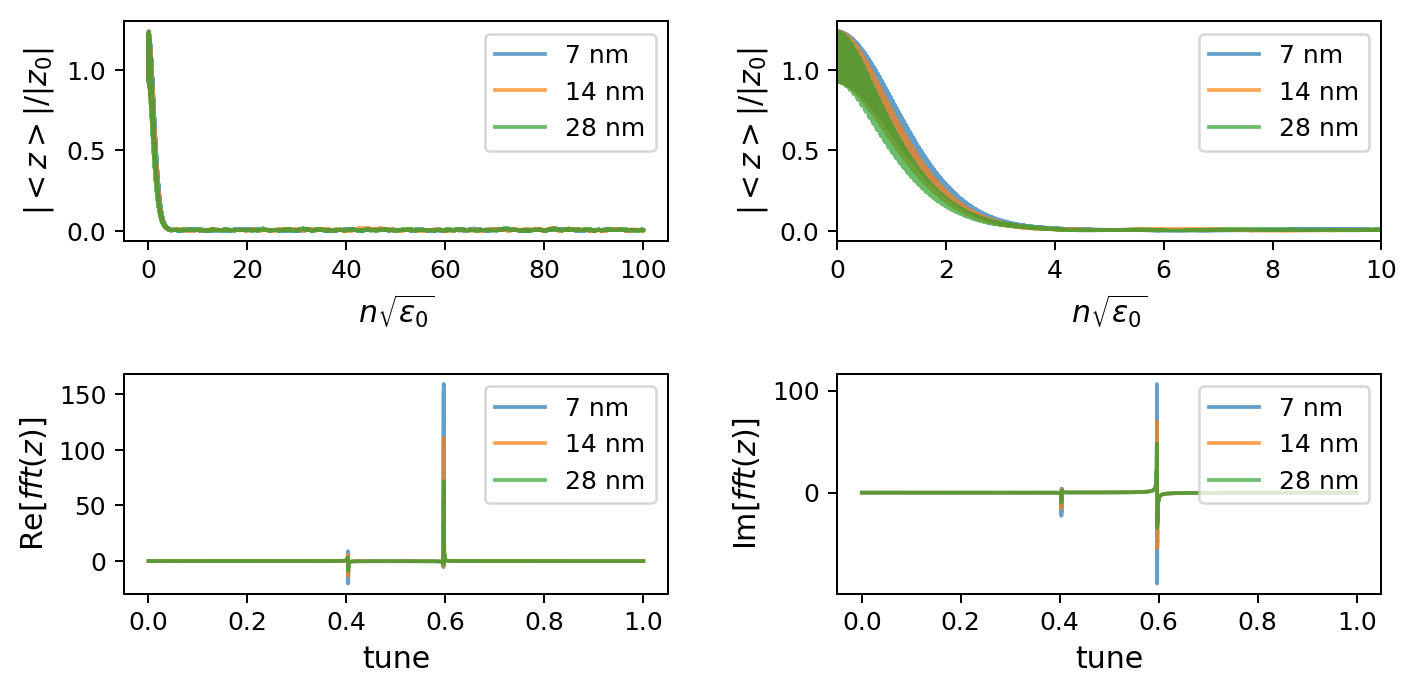 |<z>|/|z₀|
1.0
0.5
0.0
7 nm
14 nm
28 nm
0 20 40 60 80 100
n√ε₀
|<z>|/|z₀|
1.0
0.5
0.0
7 nm
14 nm
28 nm
0 2 4 6 8 10
n√ε₀
Re[fft(z)]
150
100
50
0
7 nm
14 nm
28 nm
0.0 0.2 0.4 0.6 0.8 1.0
tune
Im[fft(z)]
100
0
7 nm
14 nm
28 nm
0.0 0.2 0.4 0.6 0.8 1.0
tune